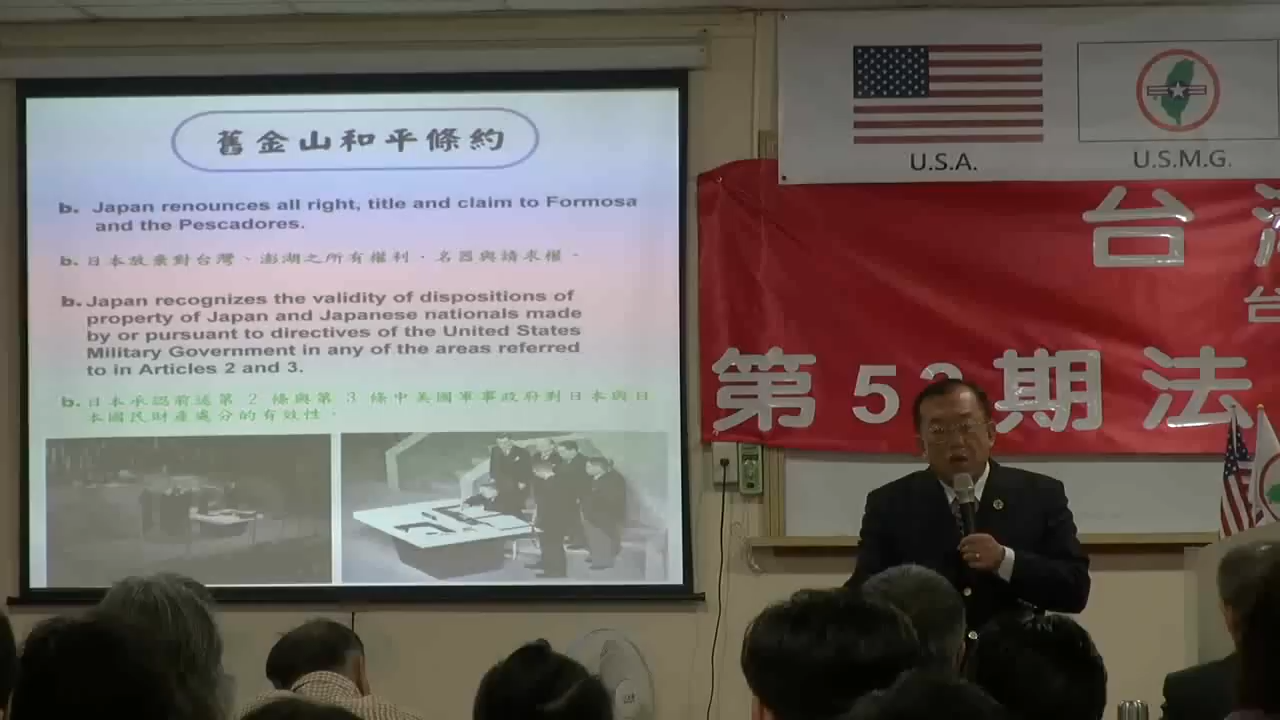 舊金山和平條約
b. Japan renounces all right, title and claim to Formosa
and the Pescadores.
b. 日本放棄對台灣、澎湖之所有權利，名器與請求權。
b. Japan recognizes the validity of dispositions of
property of Japan and Japanese nationals made
by or pursuant to directives of the United States
Military Government in any of the areas referred
to in Articles 2 and 3.
b. 日本承認前述第 2 條與第 3 條中美國軍事政府對日本與日
本國民財產處分的有效性。
U.S.A.
U.S.M.G.
台
台
第 53 期 法